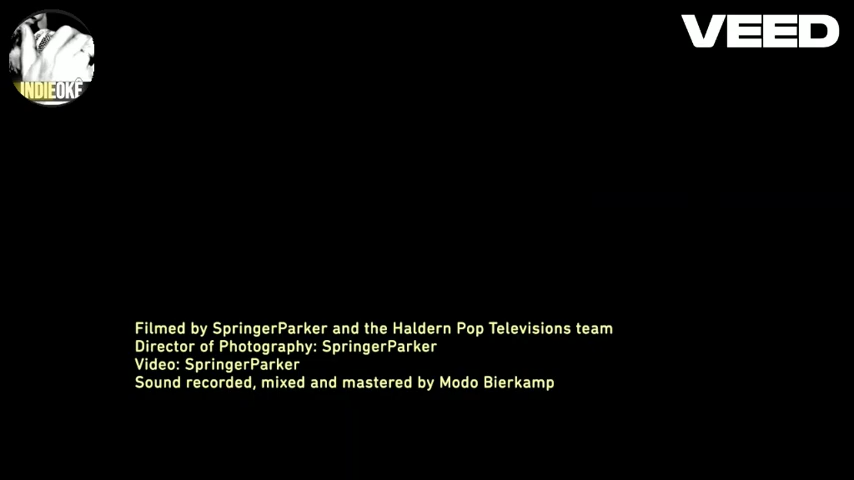 INDIEOKÊ
VEED
Filmed by SpringerParker and the Haldern Pop Televisions team
Director of Photography: SpringerParker
Video: SpringerParker
Sound recorded, mixed and mastered by Modo Bierkamp